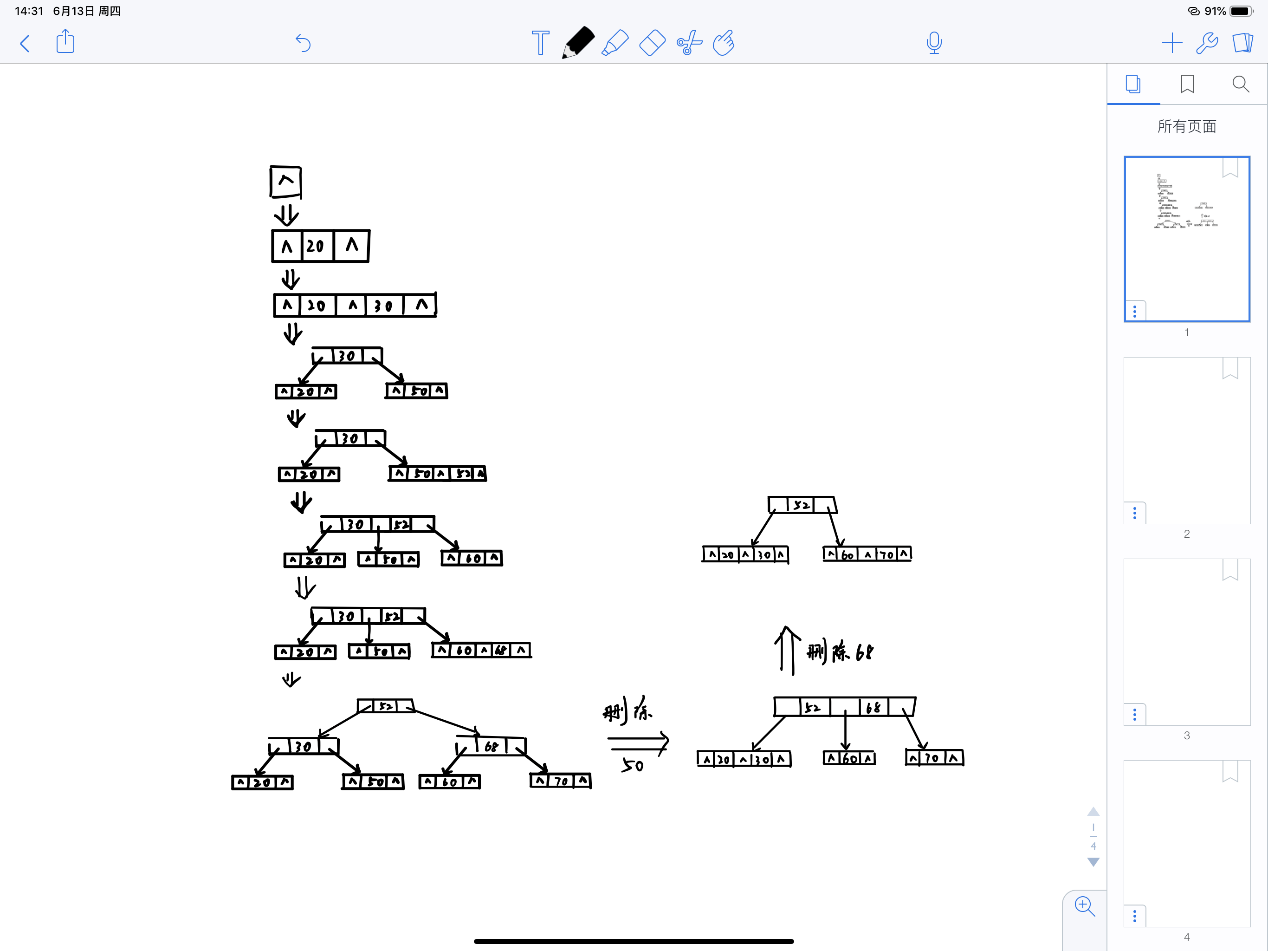 14:31 6月13日 周四
91%
所有页面
^
^ 20 ^
^ 20 ^ 30 ^
30
^ 20 ^ ^ 50 ^
30
^ 20 ^ ^ 50 ^ 52 ^
30 52
^ 20 ^ ^ 50 ^ ^ 60 ^
30 52
^ 20 ^ ^ 50 ^ ^ 60 ^ 68 ^
52
30 68
^ 20 ^ ^ 50 ^ ^ 60 ^ ^ 70 ^
删除
50
52 68
^ 20 ^ 30 ^ ^ 60 ^ ^ 70 ^
删除 68
52
^ 20 ^ 30 ^ ^ 60 ^ 70 ^
1
4
1
2
3
4